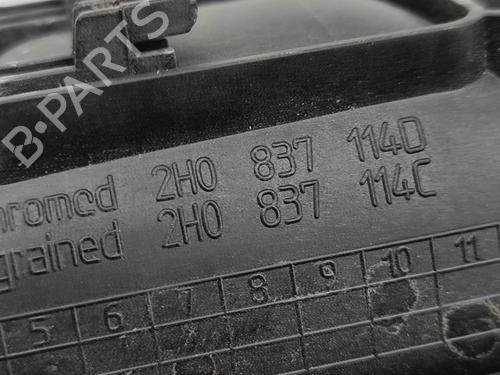 B-PARTS
hromed 2H0 837 114D
grained 2H0 837 114C
5 6 7 8 9 10 11